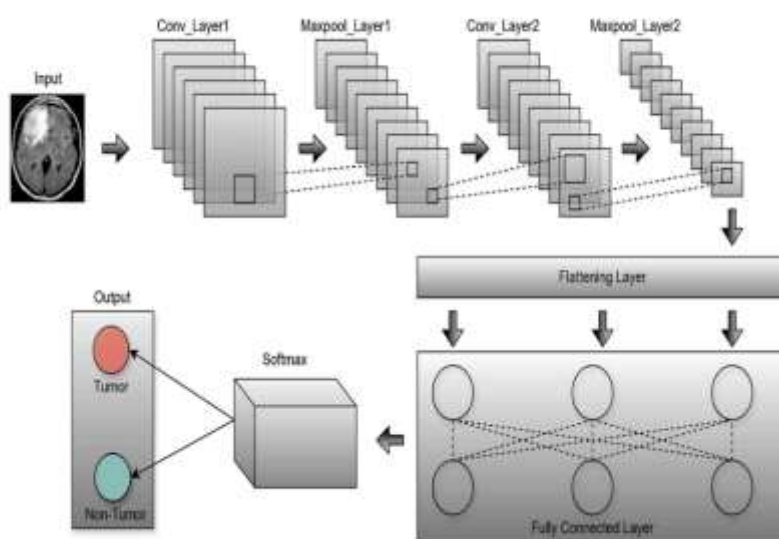 Conv_Layer1
Maxpool_Layer1
Conv_Layer2
Maxpool_Layer2
Input
Flattening Layer
Output
Tumor
Softmax
Non-Tumor
Fully Connected Layer